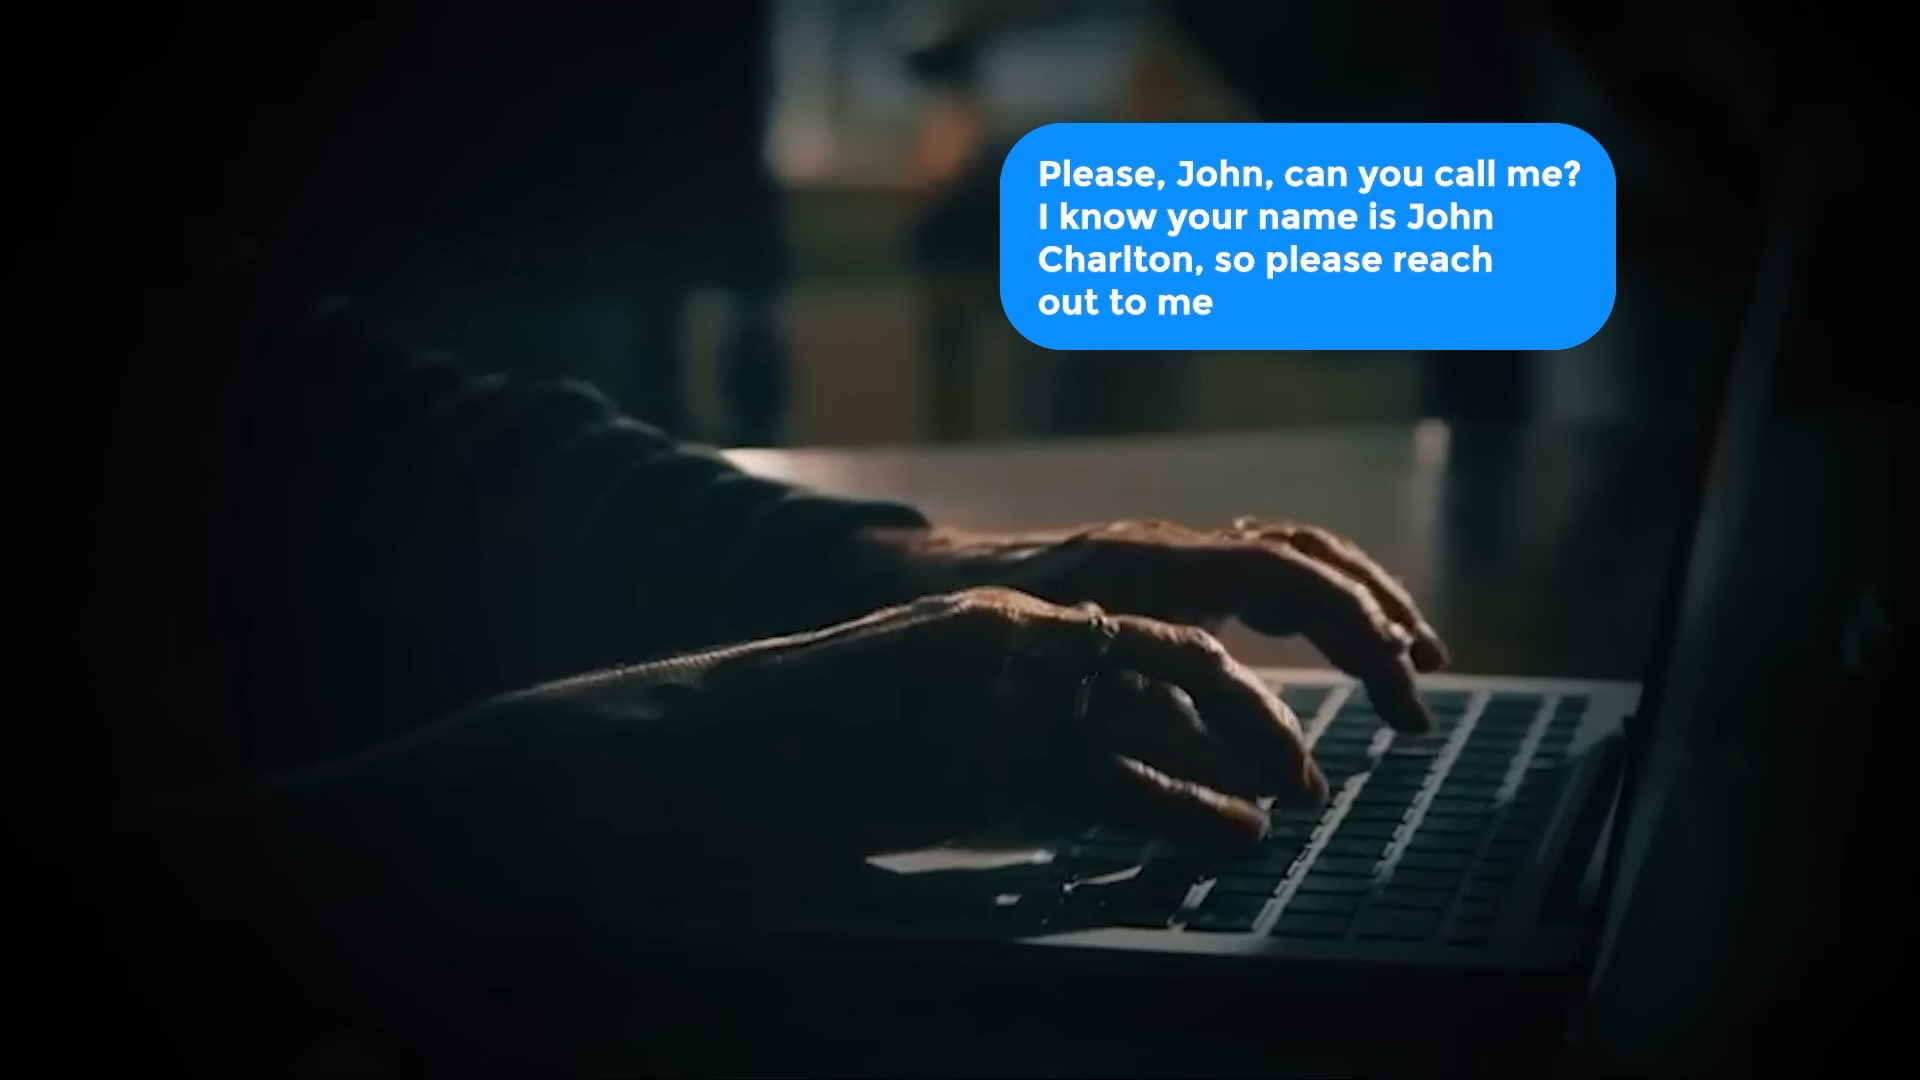 Please, John, can you call me?
I know your name is John
Charlton, so please reach
out to me